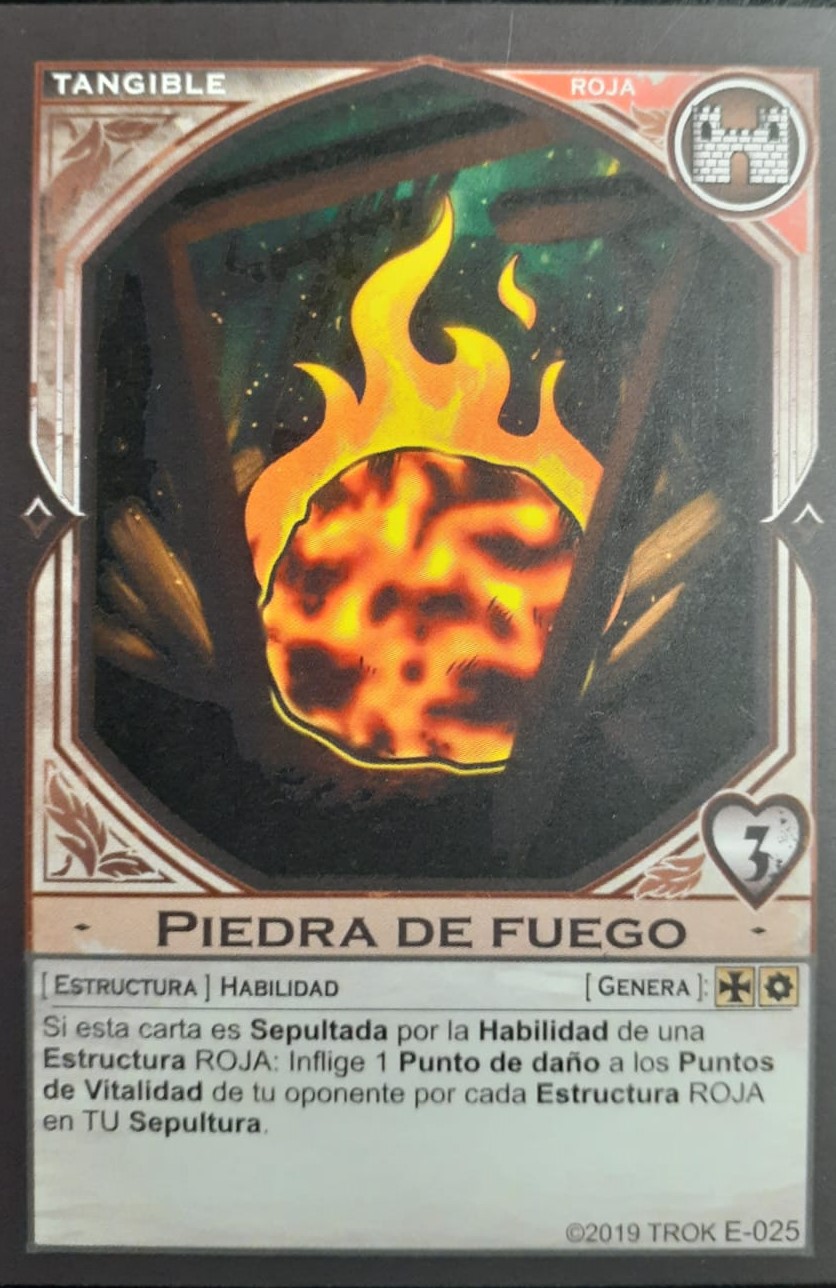 TANGIBLE
ROJA
3
PIEDRA DE FUEGO
[ ESTRUCTURA ] HABILIDAD [ GENERA ]:
Si esta carta es Sepultada por la Habilidad de una
Estructura ROJA: Inflige 1 Punto de daño a los Puntos
de Vitalidad de tu oponente por cada Estructura ROJA
en TU Sepultura.
©2019 TROK E-025